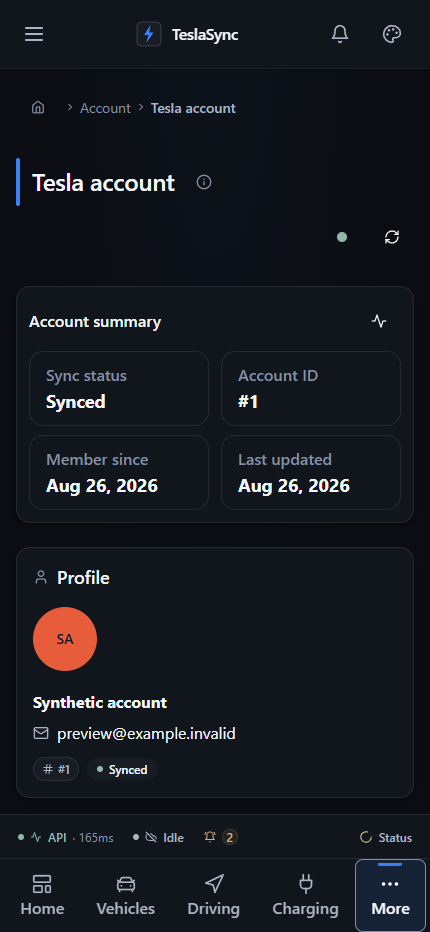 TeslaSync
Account Tesla account
Tesla account
Account summary
Sync status
Synced
Account ID
#1
Member since
Aug 26, 2026
Last updated
Aug 26, 2026
Profile
SA
Synthetic account
preview@example.invalid
#1 Synced
API · 165ms Idle 2 Status
Home Vehicles Driving Charging More